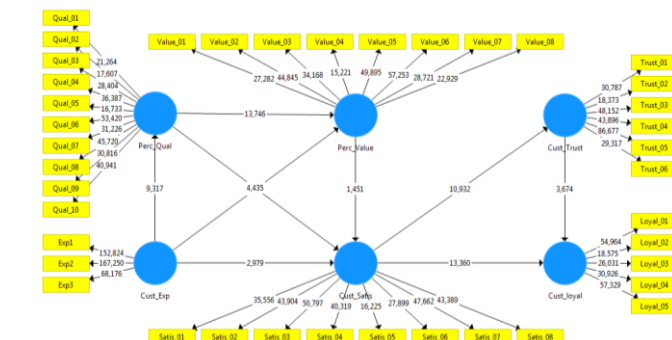 Qual_01
Qual_02
Qual_03
Qual_04
Qual_05
Qual_06
Qual_07
Qual_08
Qual_09
Qual_10
21,264
17,607
28,404
36,387
16,733
53,420
31,226
45,720
30,816
40,941
Perc_Qual
Value_01
Value_02
Value_03
Value_04
Value_05
Value_06
Value_07
Value_08
27,282
44,845
34,168
15,221
49,895
57,253
28,721
22,929
Perc_Value
Trust_01
Trust_02
Trust_03
Trust_04
Trust_05
Trust_06
30,787
18,373
48,152
43,896
86,677
29,317
Cust_Trust
13,746
9,317
4,435
1,451
10,932
3,674
Exp1
Exp2
Exp3
152,824
167,250
68,176
Cust_Exp
2,979
Cust_Satis
13,360
Cust_loyal
Loyal_01
Loyal_02
Loyal_03
Loyal_04
Loyal_05
54,964
18,575
26,031
30,926
57,329
35,556
43,904
50,797
40,319
16,225
27,899
47,662
43,389
Satis_01
Satis_02
Satis_03
Satis_04
Satis_05
Satis_06
Satis_07
Satis_08